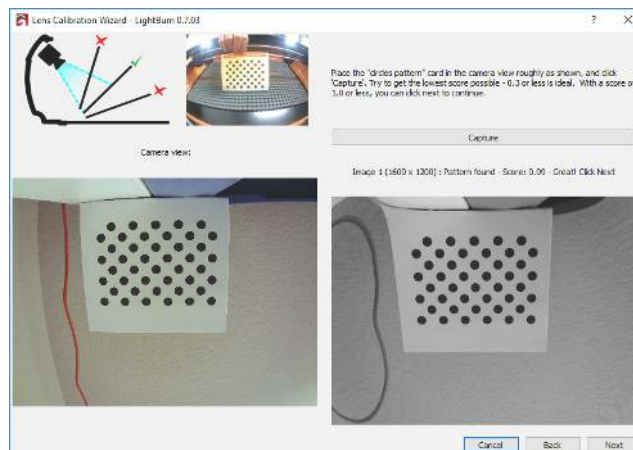 Lens Calibration Wizard - LightBurn 0.7.03
? X
Place the "circles pattern" card in the camera view roughly as shown, and click
'Capture'. Try to get the lowest score possible - 0.3 or less is ideal. With a score of
1.0 or less, you can click next to continue.
Capture
Camera view:
Image 1 (1600 x 1200) : Pattern found - Score: 0.09 - Great! Click Next
Cancel Back Next